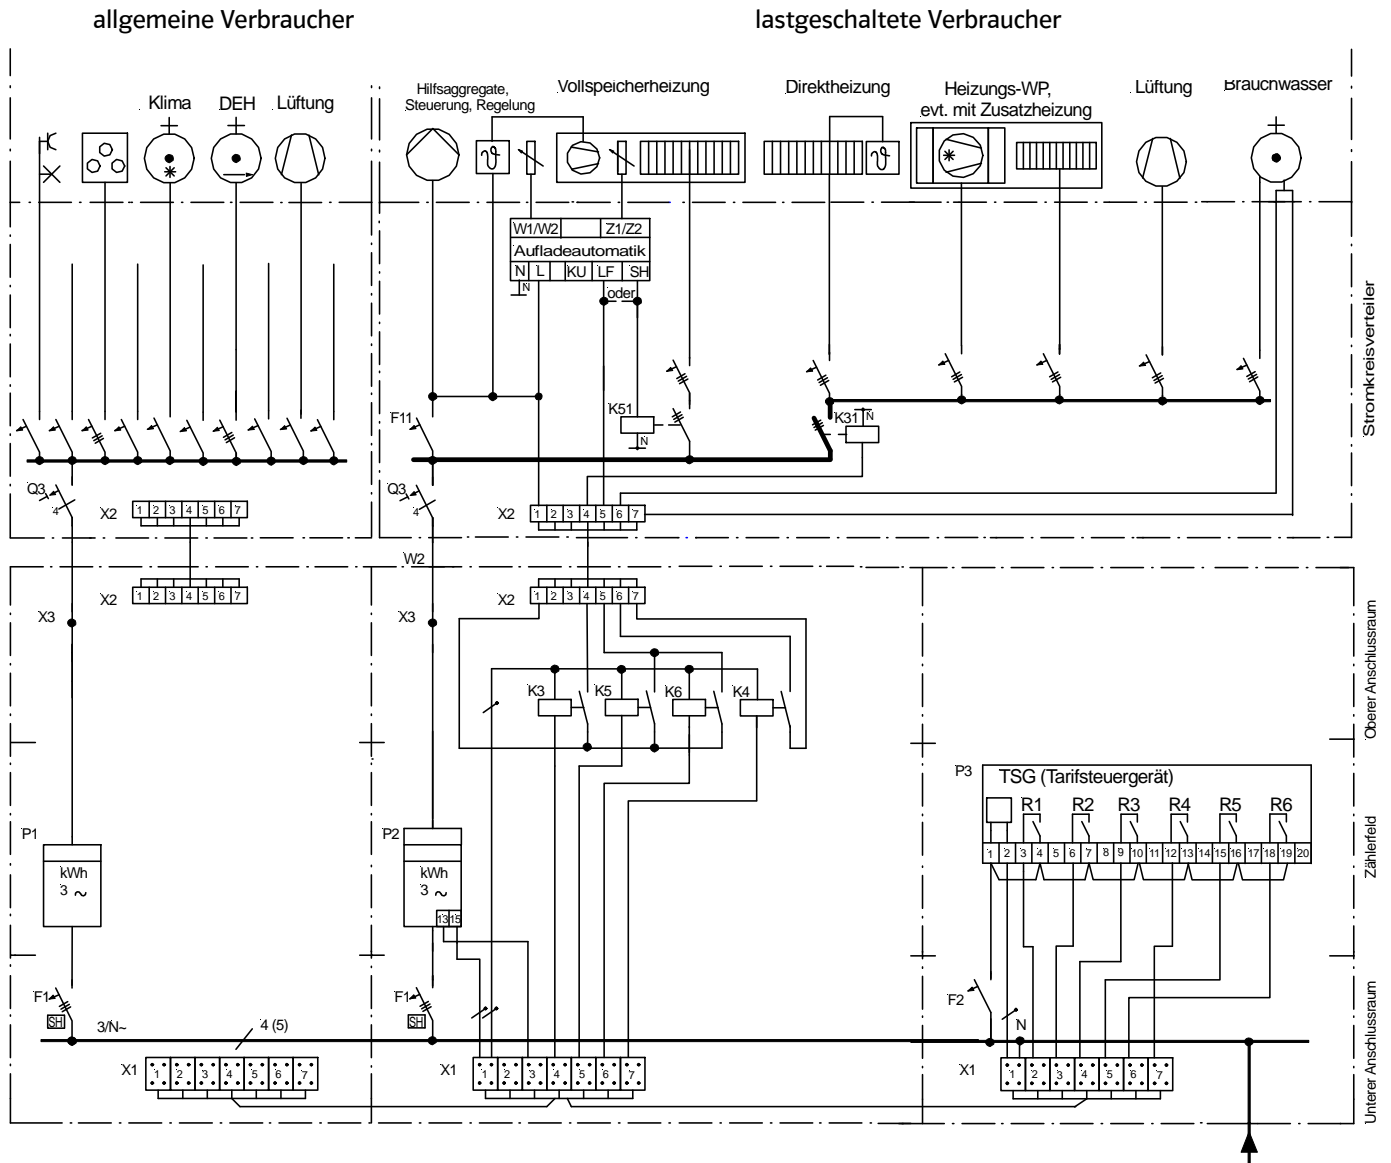 allgemeine Verbraucher
lastgeschaltete Verbraucher
Klima DEH Lüftung
Hilfsaggregate,
Steuerung, Regelung
Vollspeicherheizung
Direktheizung
Heizungs-WP,
evt. mit Zusatzheizung
Lüftung
Brauchwasser
ϑ
ϑ
W1/W2 Z1/Z2
Aufladeautomatik
N L KU LF SH
N
oder
Stromkreisverteiler
F11
K51
N
K31
N
Q3
4
X2
1 2 3 4 5 6 7
Q3
4
X2
1 2 3 4 5 6 7
W2
X2
1 2 3 4 5 6 7
X2
1 2 3 4 5 6 7
X3
X3
K3 K5 K6 K4
Oberer Anschlussraum
P3
TSG (Tarifsteuergerät)
R1 R2 R3 R4 R5 R6
1 2 3 4 5 6 7 8 9 10 11 12 13 14 15 16 17 18 19 20
Zählerfeld
P1
kWh
3 ~
P2
kWh
3 ~
13 15
F1
SH
3/N~
4 (5)
F1
SH
F2
N
X1
1 2 3 4 5 6 7
X1
1 2 3 4 5 6 7
X1
1 2 3 4 5 6 7
Unterer Anschlussraum